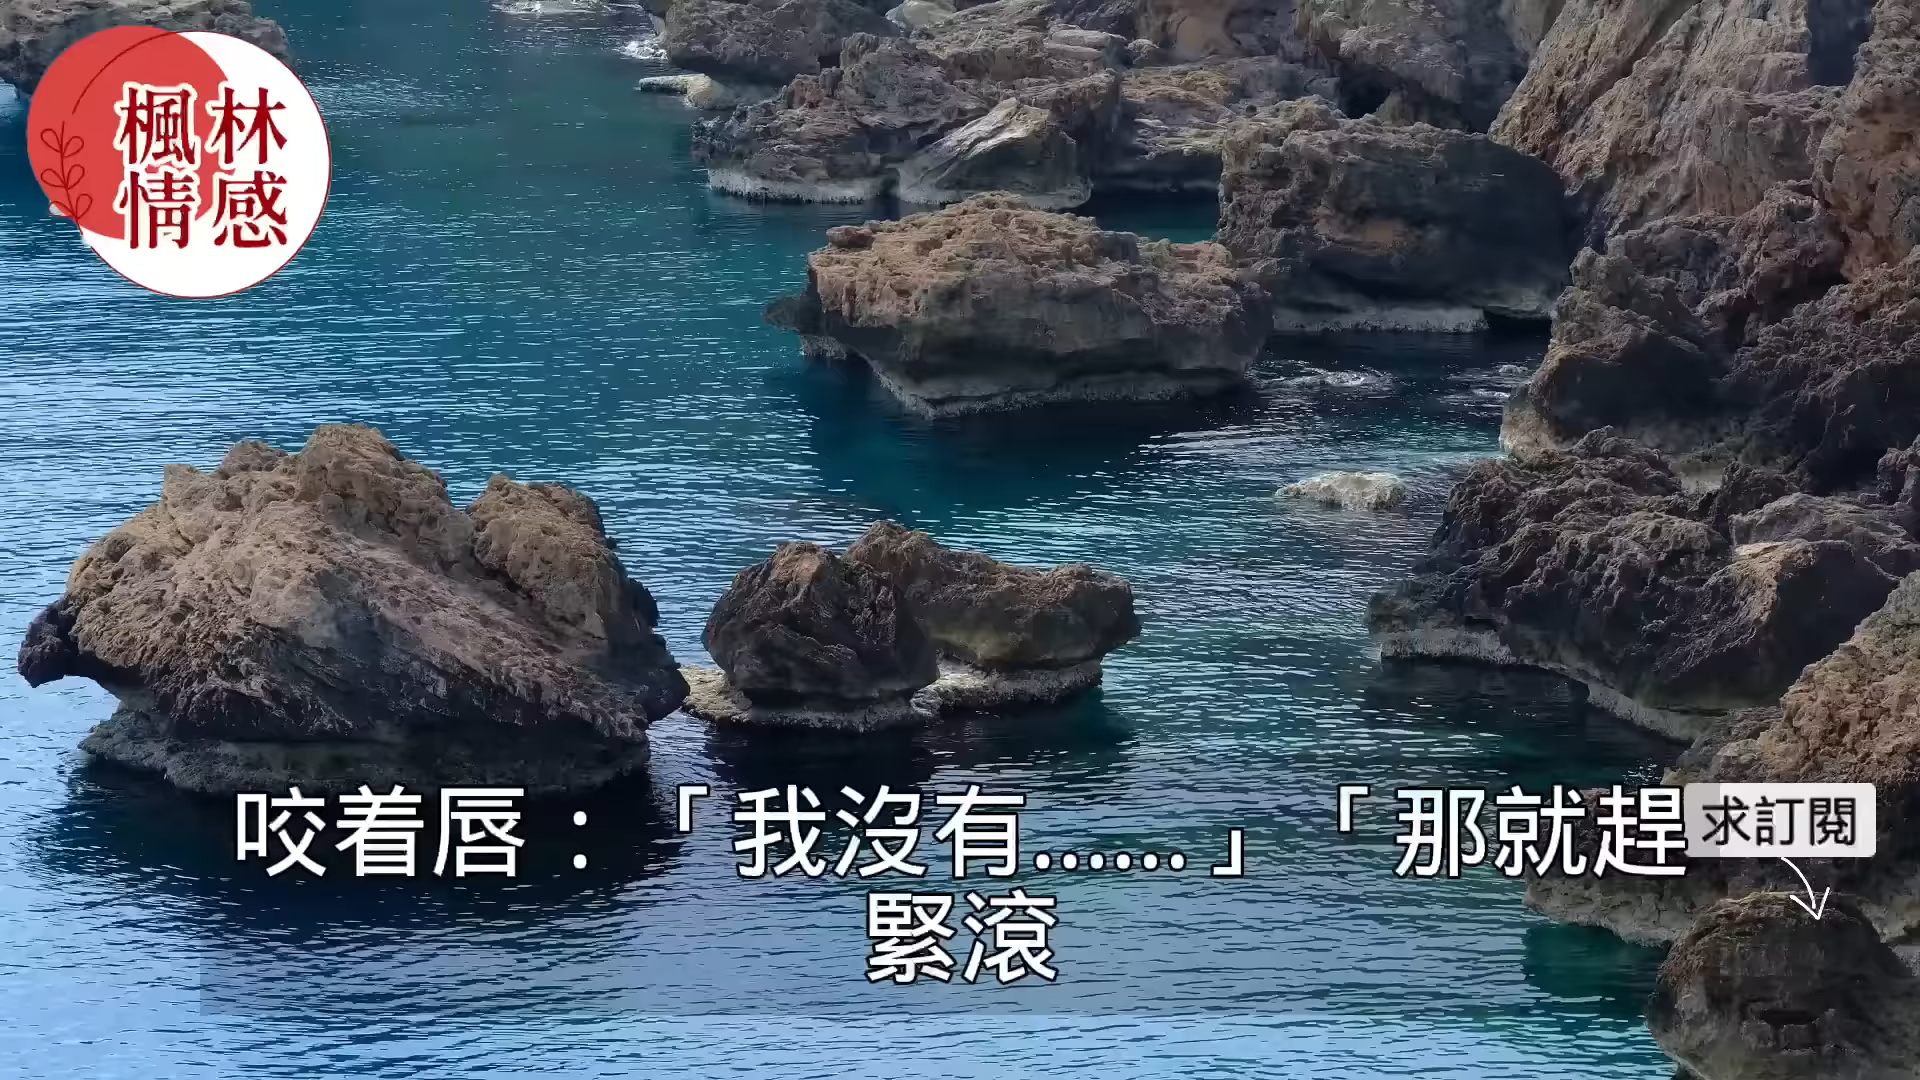 楓林
情感
咬着唇：「我沒有......」「那就趕
緊滾
求訂閱